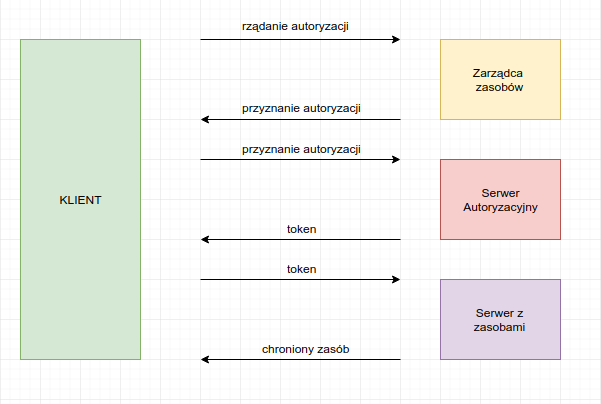 rządanie autoryzacji
Zarządca
zasobów
przyznanie autoryzacji
przyznanie autoryzacji
KLIENT
Serwer
Autoryzacyjny
token
token
Serwer z
zasobami
chroniony zasób